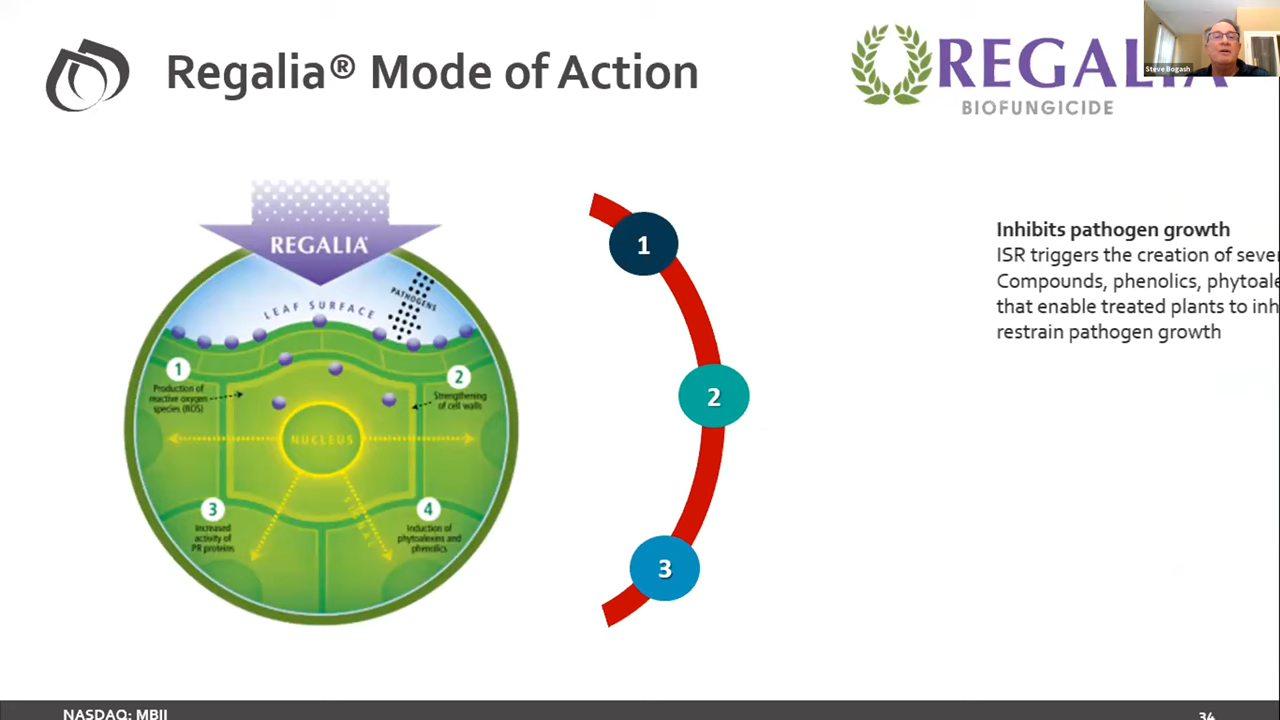 Regalia® Mode of Action
REGALIA
BIOFUNGICIDE
Steve Bogash
REGALIA
LEAF SURFACE
PATHOGENS
1
Production of
reactive oxygen
species (ROS)
2
Strengthening
of cell walls
NUCLEUS
3
Increased
activity of
PR proteins
SIGNAL
4
Induction of
phytoalexins and
phenolics
1
2
3
Inhibits pathogen growth
ISR triggers the creation of seve
Compounds, phenolics, phytoale
that enable treated plants to inh
restrain pathogen growth
NASDAQ: MBII
34